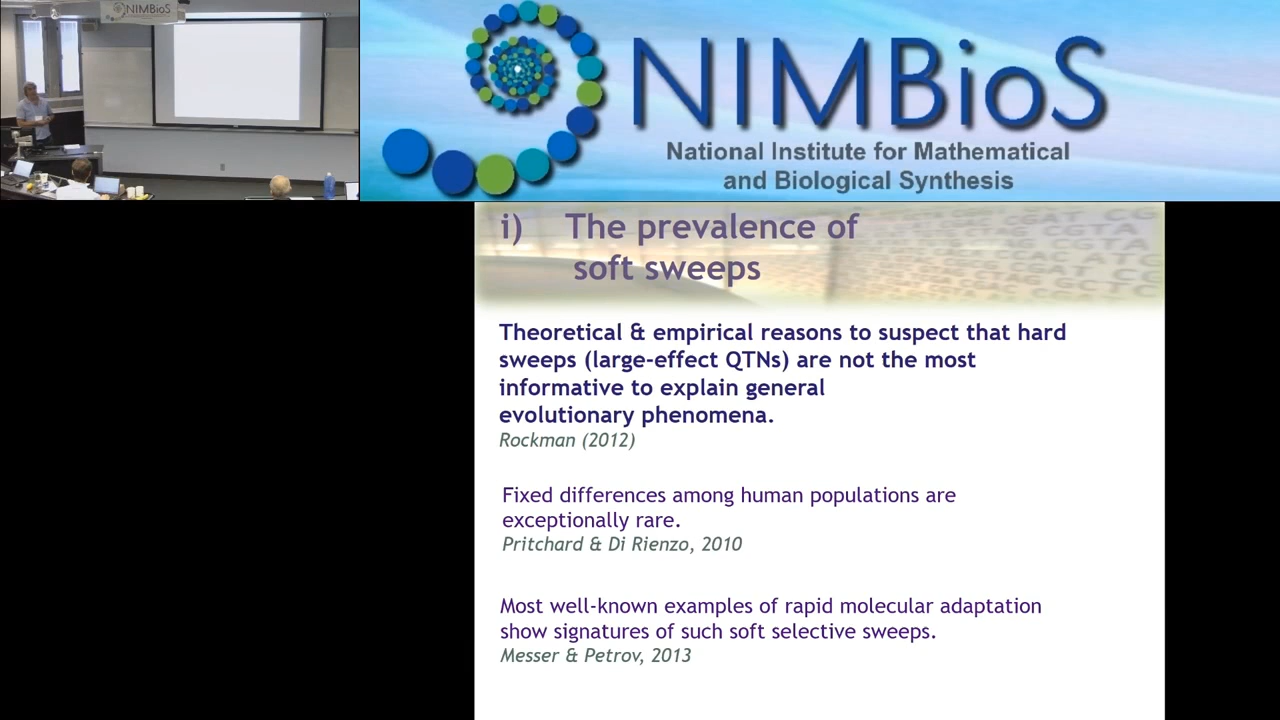 NIMBioS
NIMBioS
National Institute for Mathematical
and Biological Synthesis
i) The prevalence of
soft sweeps
CGTA
Theoretical & empirical reasons to suspect that hard
sweeps (large-effect QTNs) are not the most
informative to explain general
evolutionary phenomena.
Rockman (2012)
Fixed differences among human populations are
exceptionally rare.
Pritchard & Di Rienzo, 2010
Most well-known examples of rapid molecular adaptation
show signatures of such soft selective sweeps.
Messer & Petrov, 2013